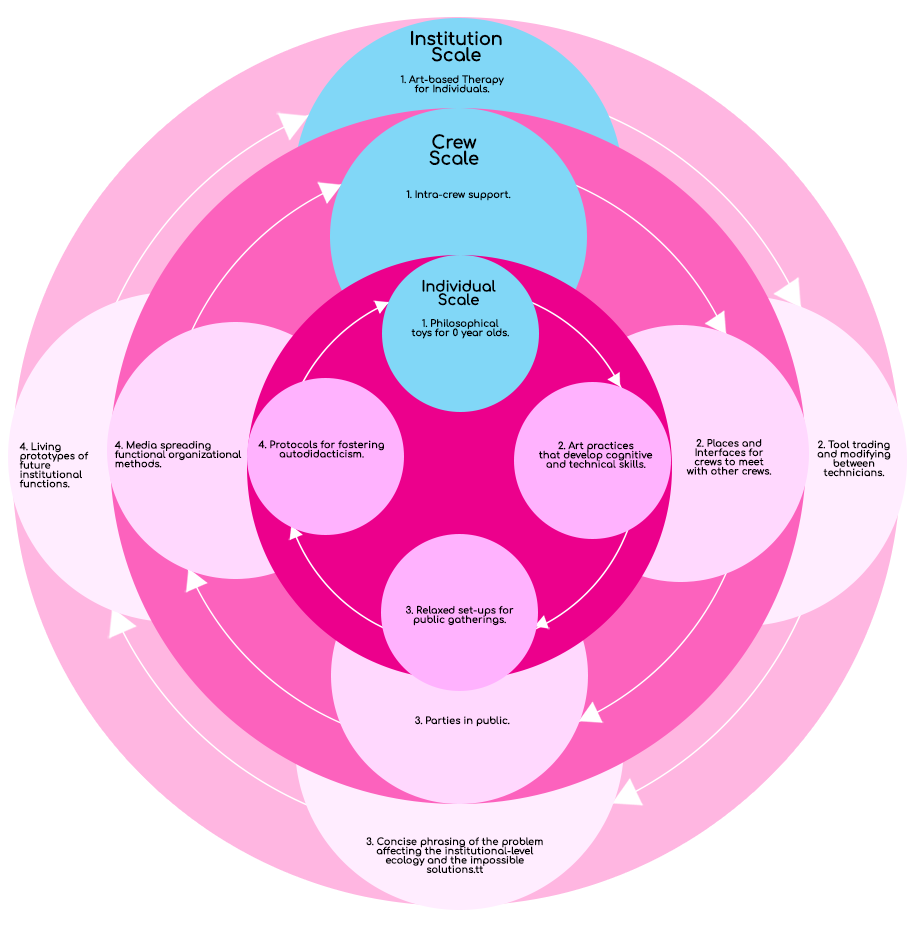 Institution
Scale
1. Art-based Therapy
for Individuals.
Crew
Scale
1. Intra-crew support.
Individual
Scale
1. Philosophical
toys for 0 year olds.
2. Art practices
that develop cognitive
and technical skills.
2. Places and
Interfaces for
crews to meet
with other crews.
2. Tool trading
and modifying
between
technicians.
3. Relaxed set-ups for
public gatherings.
3. Parties in public.
3. Concise phrasing of the problem
affecting the institutional-level
ecology and the impossible
solutions.tt
4. Protocols for fostering
autodidacticism.
4. Media spreading
functional organizational
methods.
4. Living
prototypes of
future
institutional
functions.